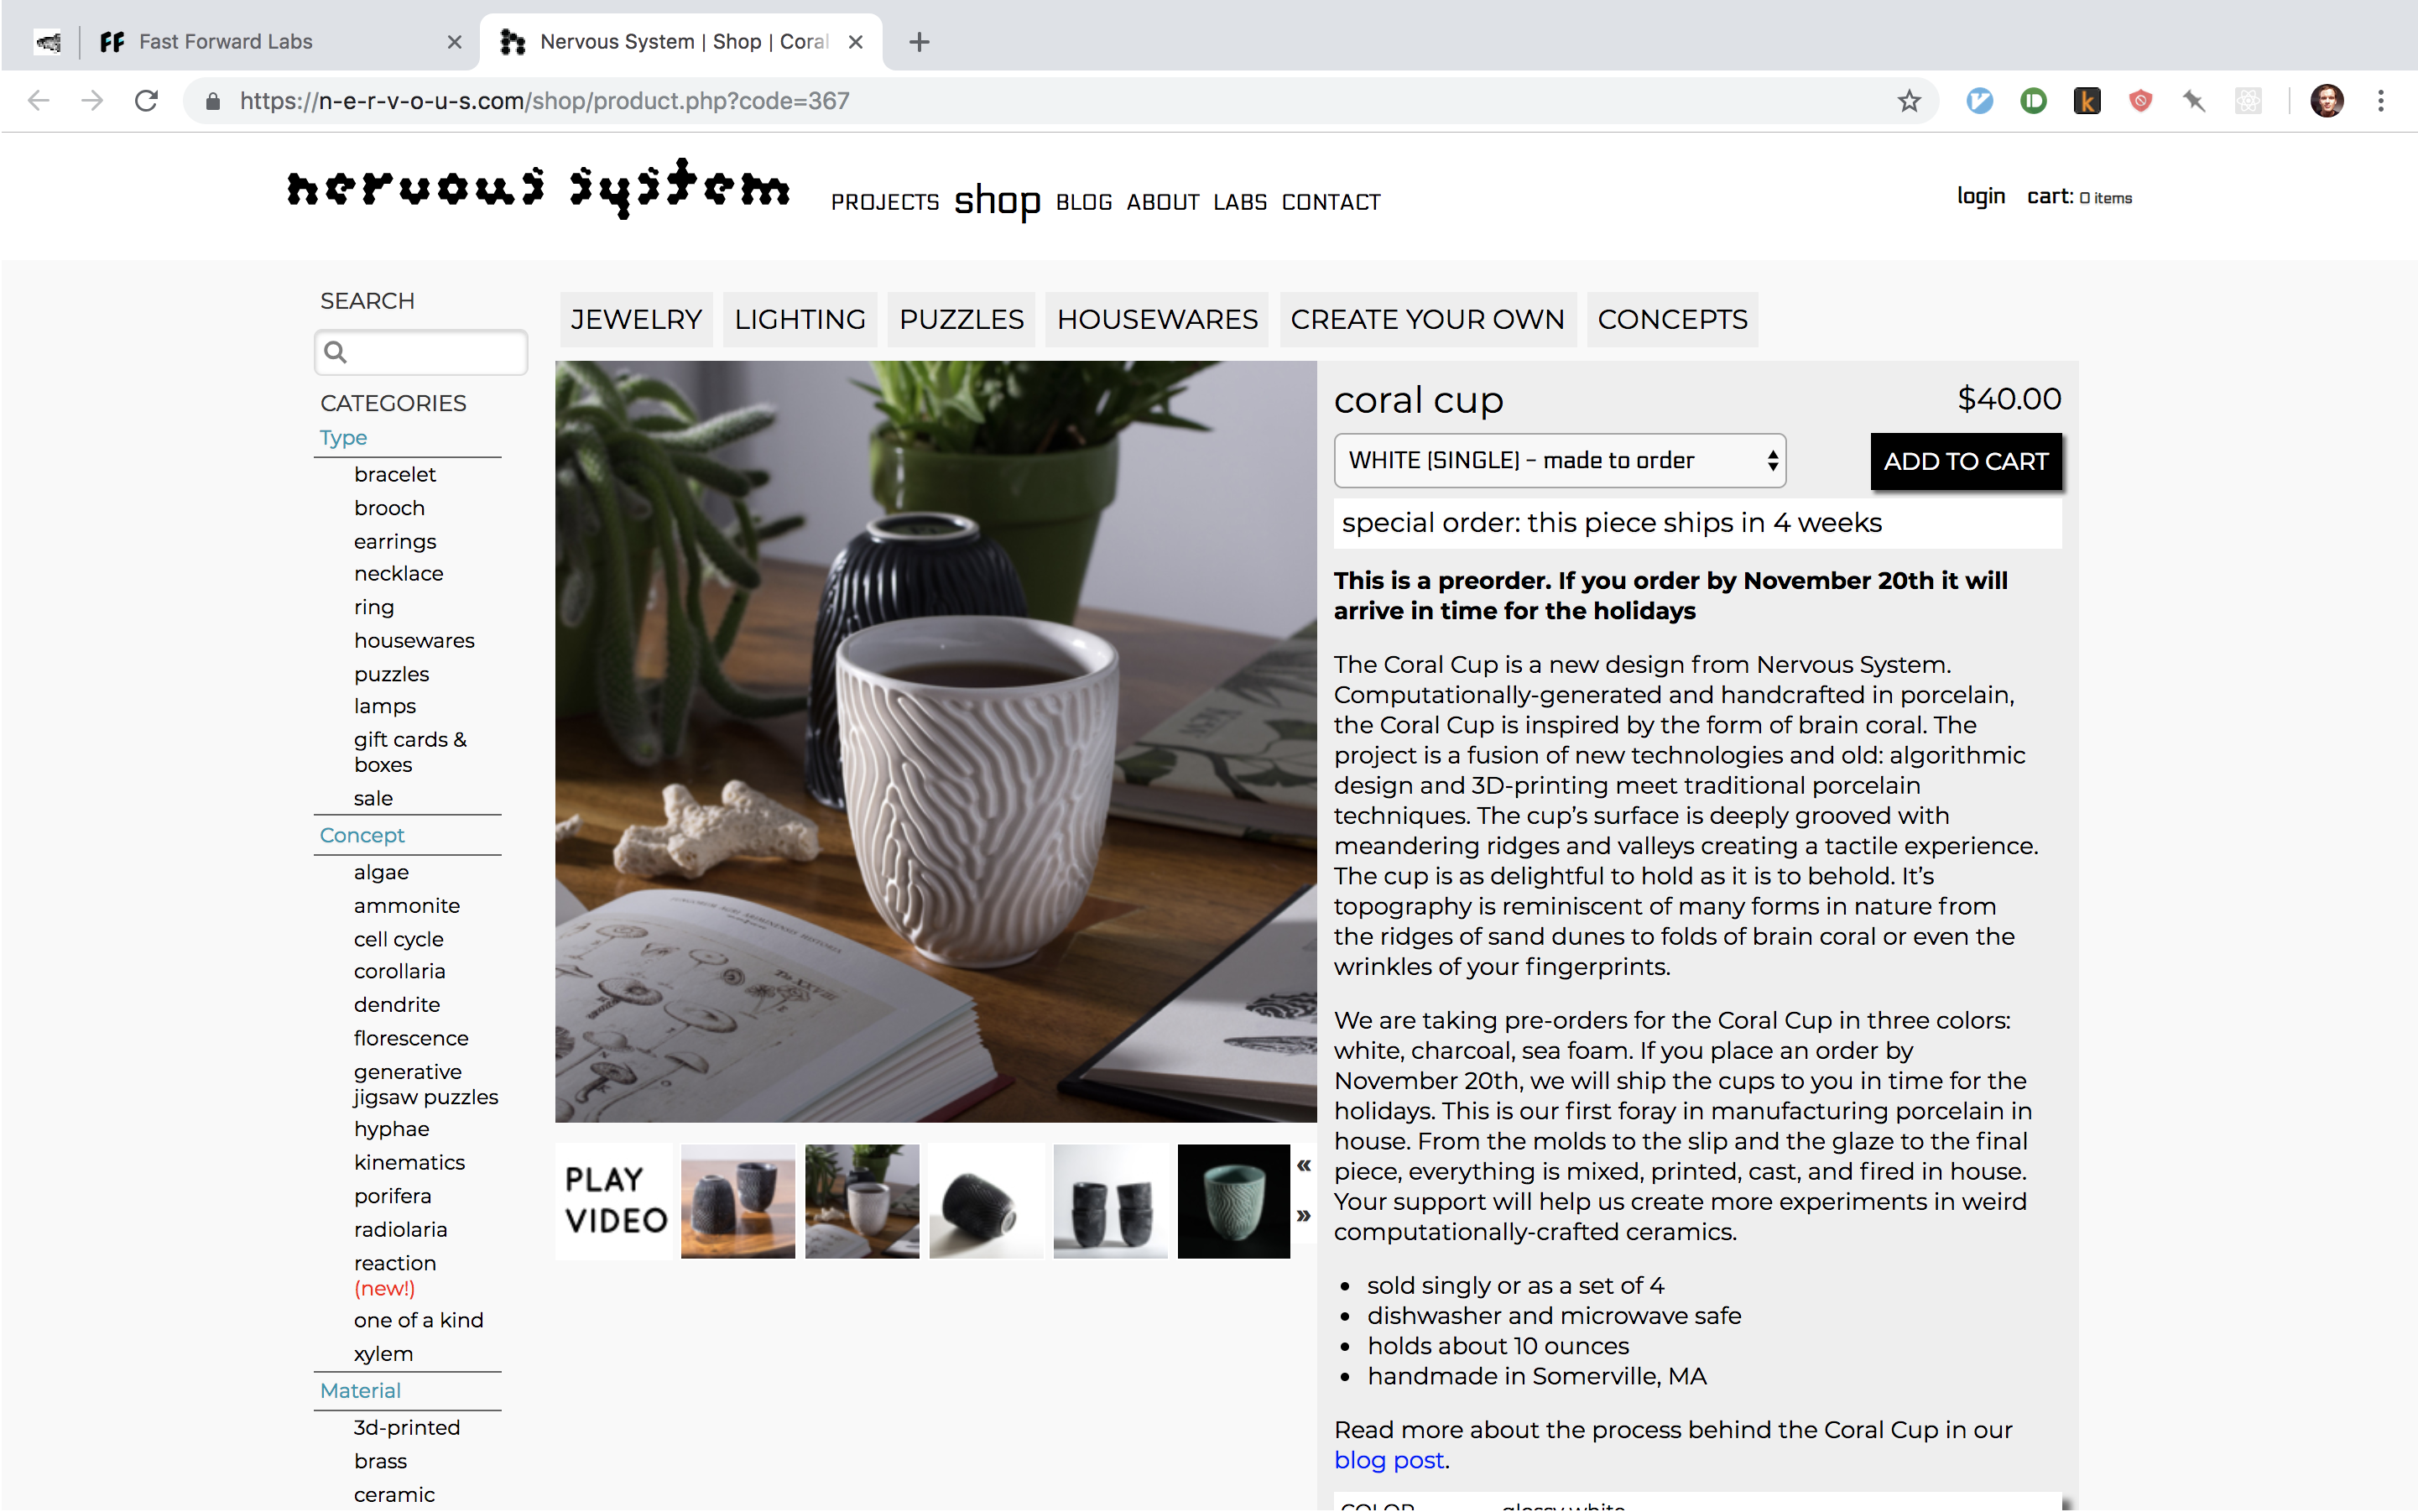 Fast Forward Labs
Nervous System | Shop | Coral
https://n-e-r-v-o-u-s.com/shop/product.php?code=367
nervous system
PROJECTS shop BLOG ABOUT LABS CONTACT
login cart: 0 items
SEARCH
CATEGORIES
Type
bracelet
brooch
earrings
necklace
ring
housewares
puzzles
lamps
gift cards &
boxes
sale
Concept
algae
ammonite
cell cycle
corollaria
dendrite
florescence
generative
jigsaw puzzles
hyphae
kinematics
porifera
radiolaria
reaction
(new!)
one of a kind
xylem
Material
3d-printed
brass
ceramic
JEWELRY LIGHTING PUZZLES HOUSEWARES CREATE YOUR OWN CONCEPTS
PLAY
VIDEO
«
»
coral cup $40.00
WHITE (SINGLE) - made to order ADD TO CART
special order: this piece ships in 4 weeks
This is a preorder. If you order by November 20th it will
arrive in time for the holidays
The Coral Cup is a new design from Nervous System.
Computationally-generated and handcrafted in porcelain,
the Coral Cup is inspired by the form of brain coral. The
project is a fusion of new technologies and old: algorithmic
design and 3D-printing meet traditional porcelain
techniques. The cup’s surface is deeply grooved with
meandering ridges and valleys creating a tactile experience.
The cup is as delightful to hold as it is to behold. It’s
topography is reminiscent of many forms in nature from
the ridges of sand dunes to folds of brain coral or even the
wrinkles of your fingerprints.
We are taking pre-orders for the Coral Cup in three colors:
white, charcoal, sea foam. If you place an order by
November 20th, we will ship the cups to you in time for the
holidays. This is our first foray in manufacturing porcelain in
house. From the molds to the slip and the glaze to the final
piece, everything is mixed, printed, cast, and fired in house.
Your support will help us create more experiments in weird
computationally-crafted ceramics.
• sold singly or as a set of 4
• dishwasher and microwave safe
• holds about 10 ounces
• handmade in Somerville, MA
Read more about the process behind the Coral Cup in our
blog post.
COLOR glossy white